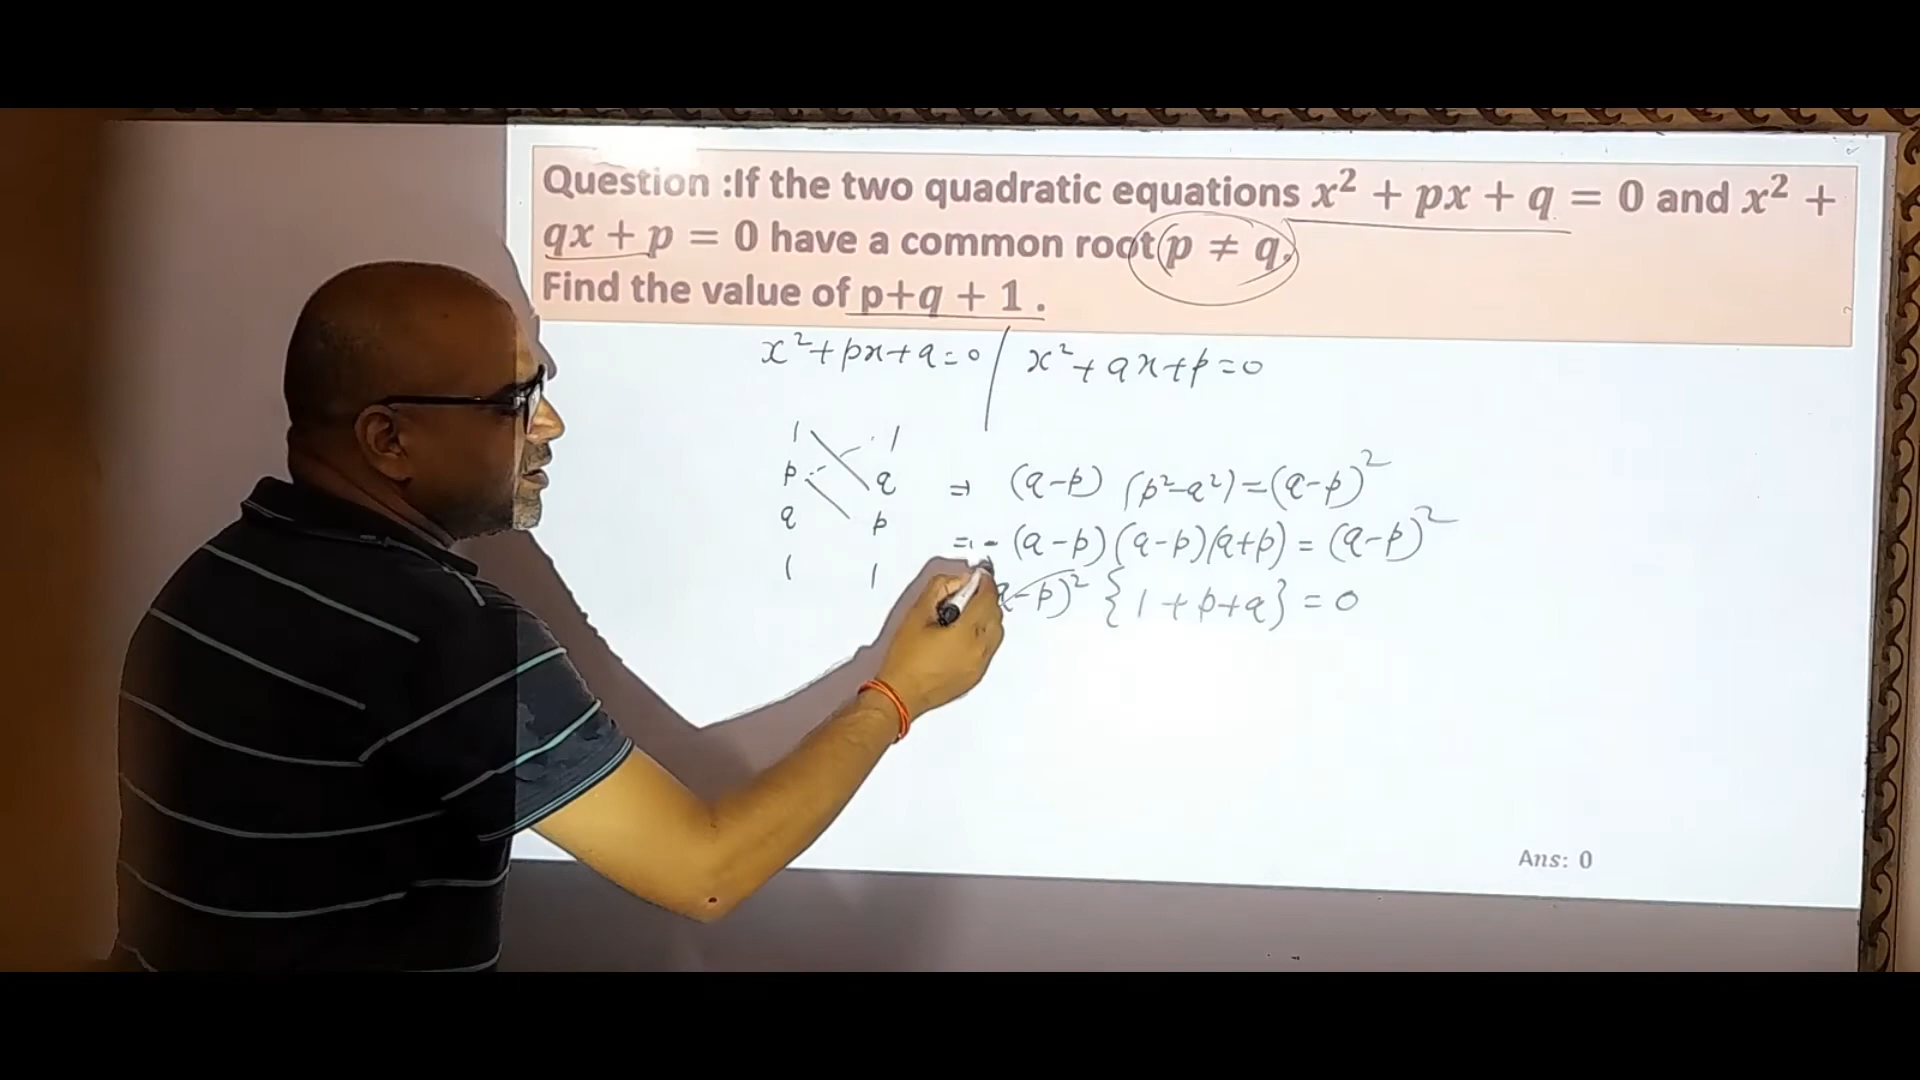 Question :If the two quadratic equations x² + px + q = 0 and x² +
qx + p = 0 have a common root(p ≠ q.
Find the value of p+q + 1 .
x²+px+q=0 / x²+qx+p=0
1 1
p q ⇒ (q-p) (p²-q²)=(q-p)²
q p
- (q-p)(q-p)(q+p) = (q-p)²
1 1
q-p)² {1+p+q} = 0
Ans: 0